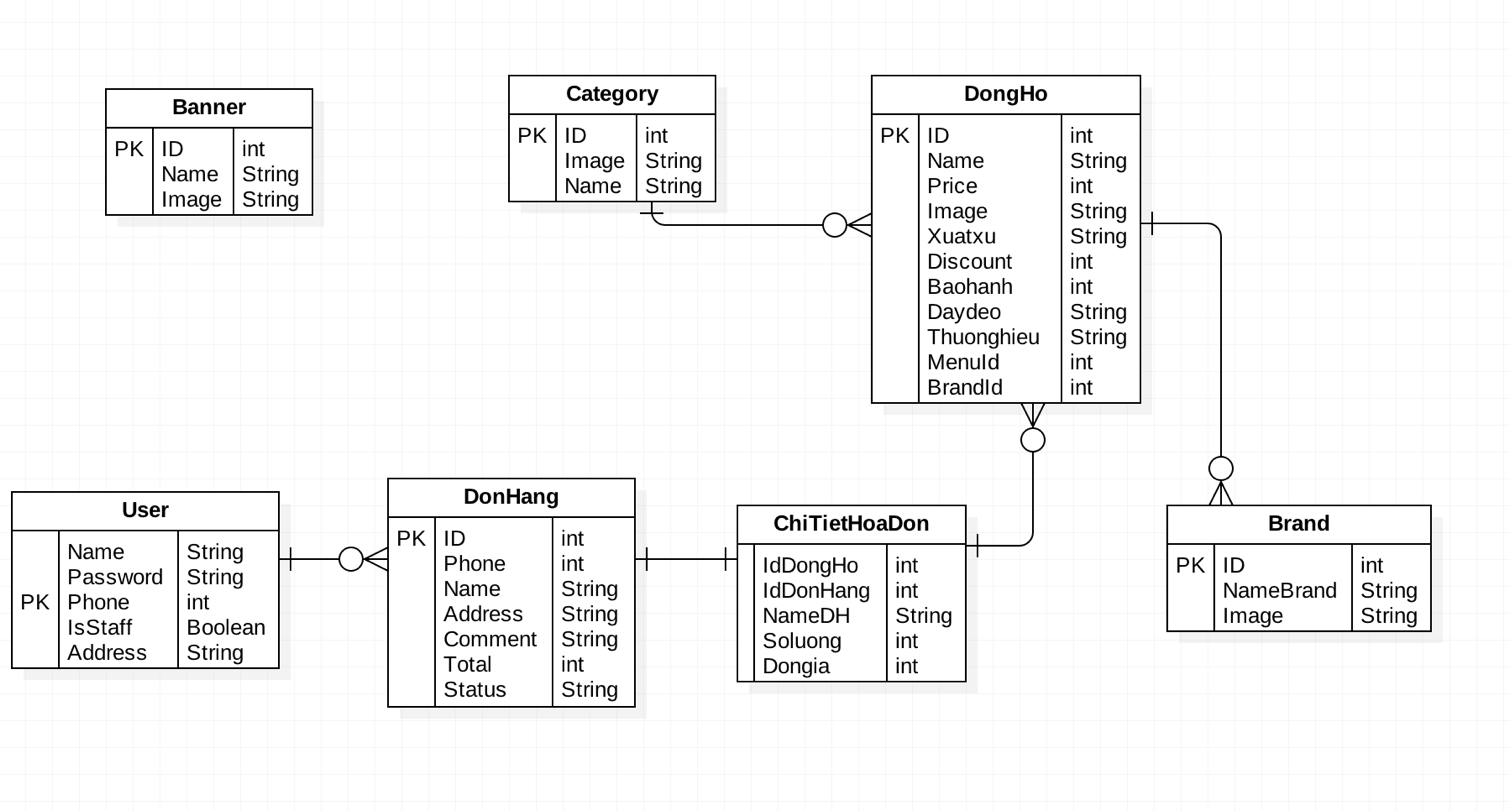 Banner
PK ID int
Name String
Image String
Category
PK ID int
Image String
Name String
DongHo
PK ID int
Name String
Price int
Image String
Xuatxu String
Discount int
Baohanh int
Daydeo String
Thuonghieu String
MenuId int
BrandId int
User
Name String
Password String
PK Phone int
IsStaff Boolean
Address String
DonHang
PK ID int
Phone int
Name String
Address String
Comment String
Total int
Status String
ChiTietHoaDon
IdDongHo int
IdDonHang int
NameDH String
Soluong int
Dongia int
Brand
PK ID int
NameBrand String
Image String